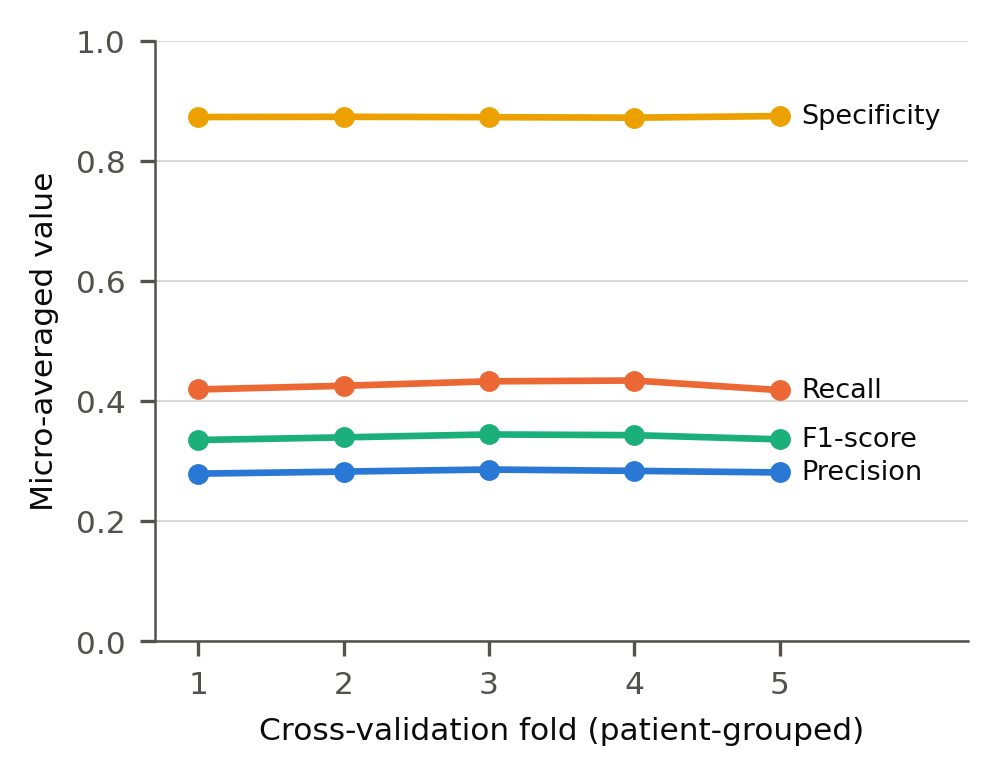 1.0
0.8
0.6
0.4
0.2
0.0
Micro-averaged value
Specificity
Recall
F1-score
Precision
1 2 3 4 5
Cross-validation fold (patient-grouped)